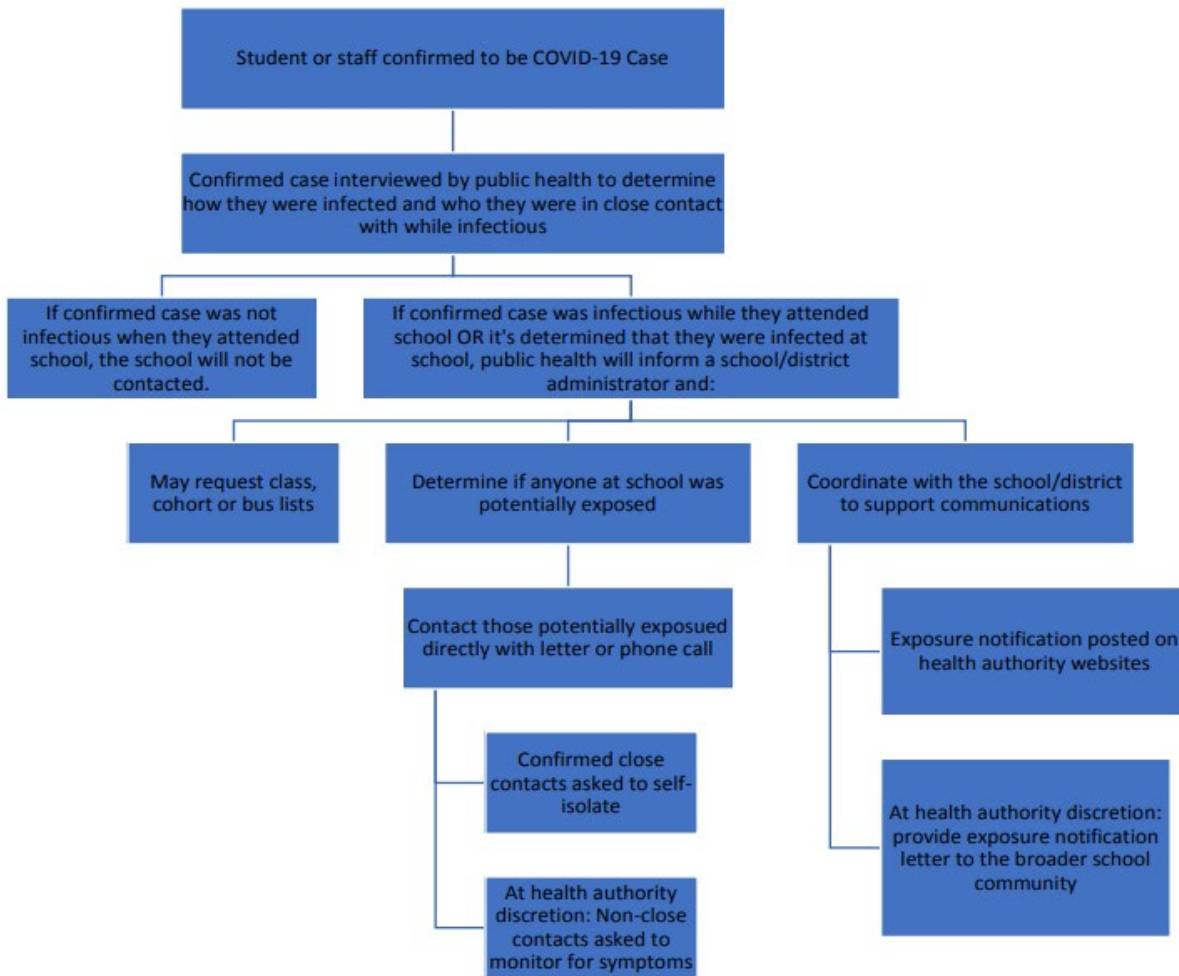 Student or staff confirmed to be COVID-19 Case
Confirmed case interviewed by public health to determine
how they were infected and who they were in close contact
with while infectious
If confirmed case was not
infectious when they attended
school, the school will not be
contacted.
If confirmed case was infectious while they attended
school OR it's determined that they were infected at
school, public health will inform a school/district
administrator and:
May request class,
cohort or bus lists
Determine if anyone at school was
potentially exposed
Contact those potentially exposued
directly with letter or phone call
Confirmed close
contacts asked to self-
isolate
At health authority
discretion: Non-close
contacts asked to
monitor for symptoms
Coordinate with the school/district
to support communications
Exposure notification posted on
health authority websites
At health authority discretion:
provide exposure notification
letter to the broader school
community